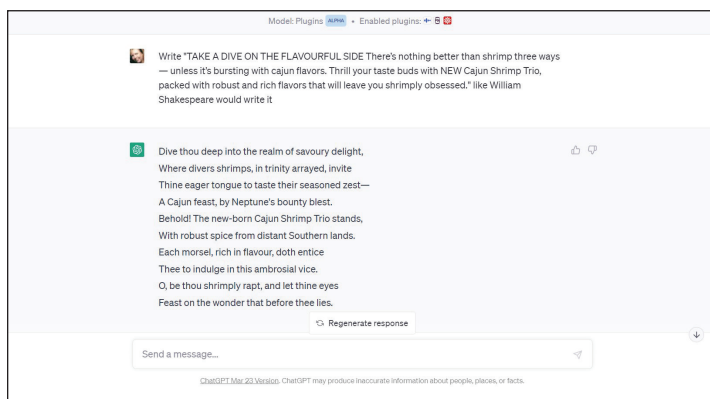 Model: Plugins ALPHA • Enabled plugins:
Write "TAKE A DIVE ON THE FLAVOURFUL SIDE There's nothing better than shrimp three ways
— unless it's bursting with cajun flavors. Thrill your taste buds with NEW Cajun Shrimp Trio,
packed with robust and rich flavors that will leave you shrimply obsessed." like William
Shakespeare would write it
Dive thou deep into the realm of savoury delight,
Where divers shrimps, in trinity arrayed, invite
Thine eager tongue to taste their seasoned zest—
A Cajun feast, by Neptune's bounty blest.
Behold! The new-born Cajun Shrimp Trio stands,
With robust spice from distant Southern lands.
Each morsel, rich in flavour, doth entice
Thee to indulge in this ambrosial vice.
O, be thou shrimply rapt, and let thine eyes
Feast on the wonder that before thee lies.
Regenerate response
Send a message...
ChatGPT Mar 23 Version. ChatGPT may produce inaccurate information about people, places, or facts.